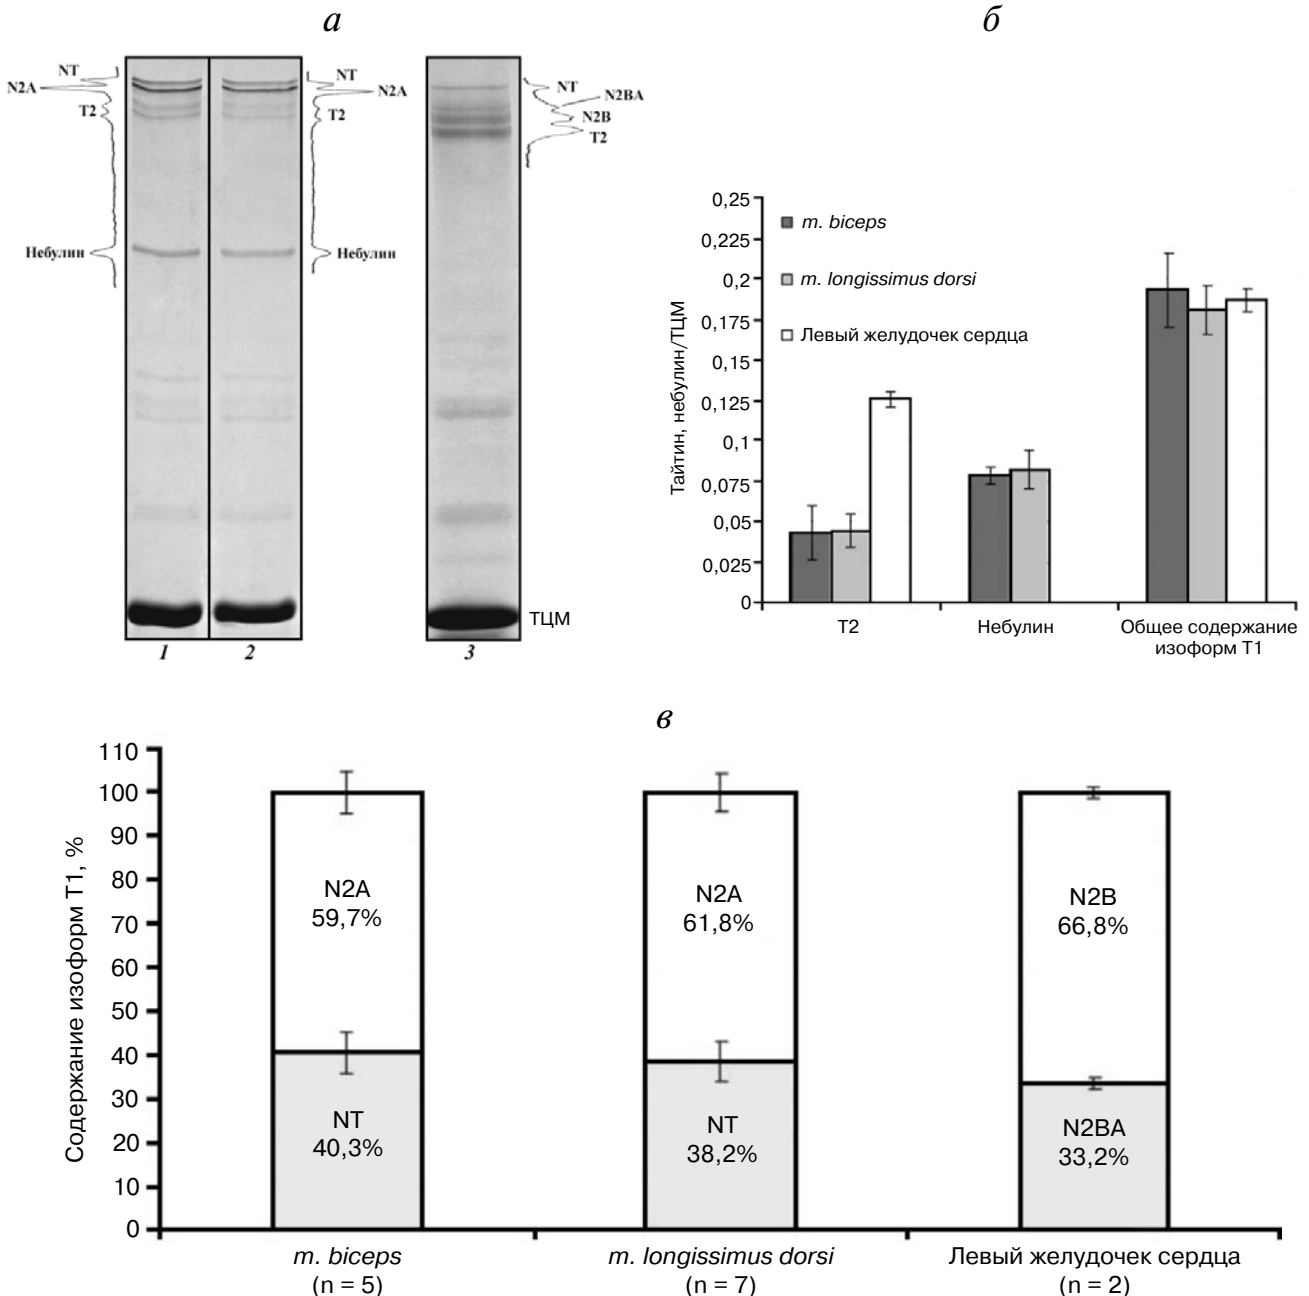 а
NT
N2A
T2
Небулин
NT
N2A
T2
Небулин
NT
N2BA
N2B
T2
ТЦМ
1
2
3
б
Тайтин, небулин/ТЦМ
0,25
0,225
0,2
0,175
0,15
0,125
0,1
0,075
0,05
0,025
0
m. biceps
m. longissimus dorsi
Левый желудочек сердца
T2
Небулин
Общее содержание
изоформ T1
в
Содержание изоформ T1, %
110
100
90
80
70
60
50
40
30
20
10
0
N2A
59,7%
NT
40,3%
N2A
61,8%
NT
38,2%
N2B
66,8%
N2BA
33,2%
m. biceps
(n = 5)
m. longissimus dorsi
(n = 7)
Левый желудочек сердца
(n = 2)